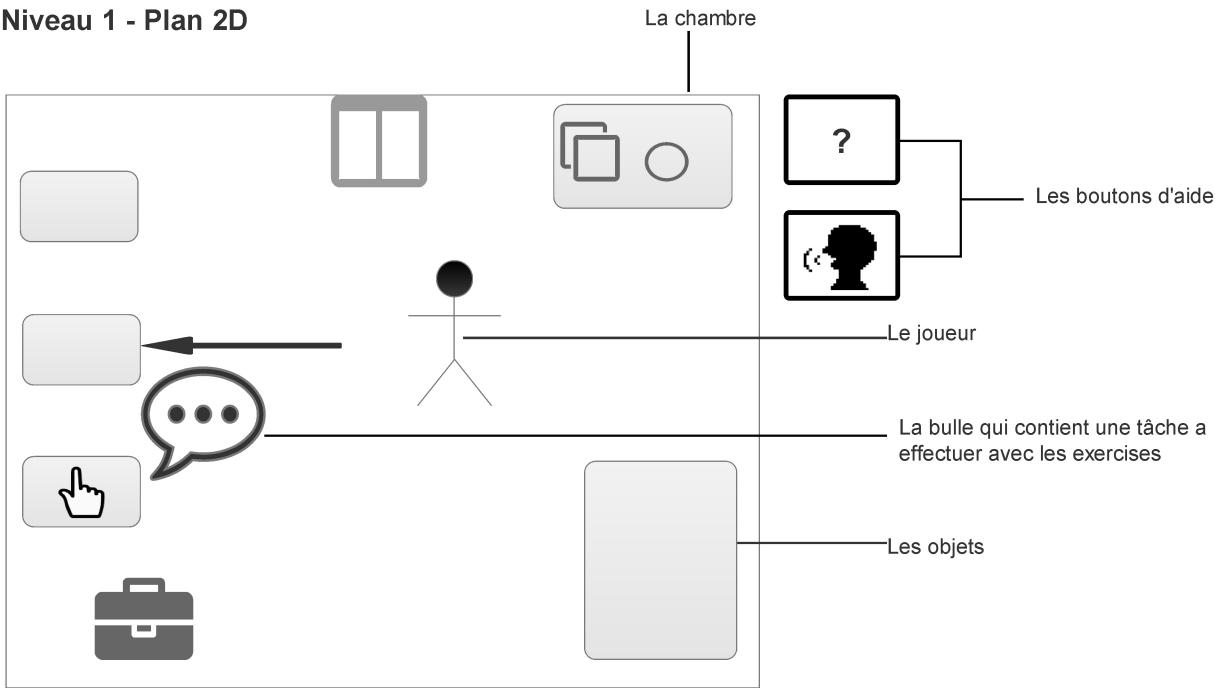 Niveau 1 - Plan 2D
La chambre
?
Les boutons d'aide
Le joueur
La bulle qui contient une tâche a
effectuer avec les exercises
Les objets